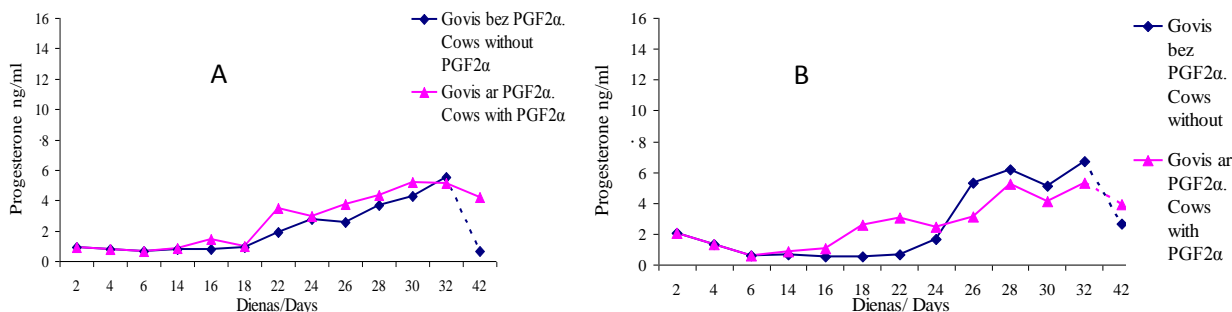 16
14
12
10
8
6
4
2
0
Progesterone ng/ml
A
Govis bez PGF2α.
Cows without
PGF2α
Govis ar PGF2α.
Cows with PGF2α
2 4 6 14 16 18 22 24 26 28 30 32 42
Dienas/Days
16
14
12
10
8
6
4
2
0
Progesterone ng/ml
B
Govis
bez
PGF2α.
Cows
without
Govis ar
PGF2α.
Cows
with
PGF2α
2 4 6 14 16 18 22 24 26 28 30 32 42
Dienas/ Days